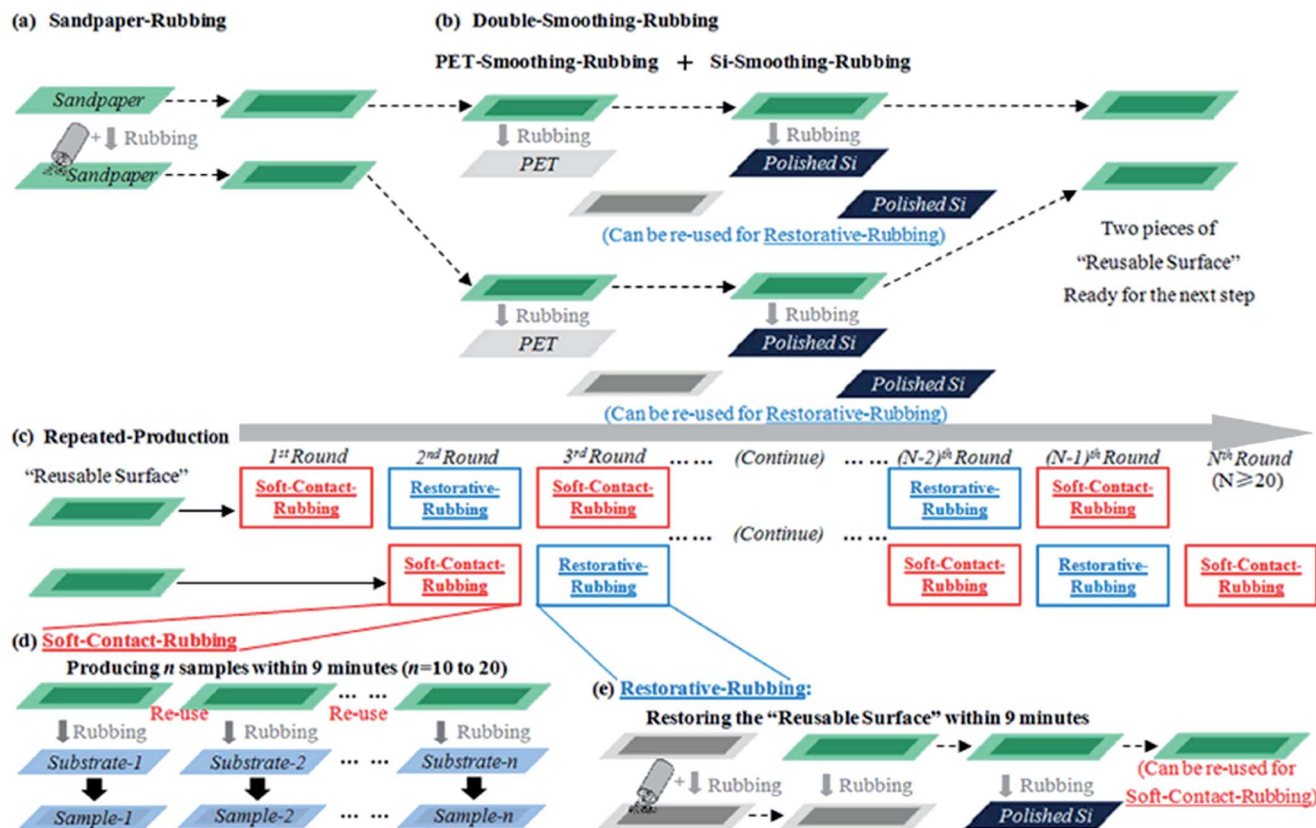 (a) Sandpaper-Rubbing
(b) Double-Smoothing-Rubbing
PET-Smoothing-Rubbing + Si-Smoothing-Rubbing
Sandpaper
+ Rubbing
Sandpaper
Rubbing
PET
Rubbing
Polished Si
Polished Si
(Can be re-used for Restorative-Rubbing)
Rubbing
PET
Rubbing
Polished Si
Polished Si
(Can be re-used for Restorative-Rubbing)
Two pieces of
“Reusable Surface”
Ready for the next step
(c) Repeated-Production
“Reusable Surface”
1st Round
2nd Round
3rd Round
... ... (Continue) ... ...
(N-2)th Round
(N-1)th Round
Nth Round
(N≥20)
Soft-Contact-
Rubbing
Restorative-
Rubbing
Soft-Contact-
Rubbing
Restorative-
Rubbing
Soft-Contact-
Rubbing
... ... (Continue) ... ...
Soft-Contact-
Rubbing
Restorative-
Rubbing
Soft-Contact-
Rubbing
Restorative-
Rubbing
Soft-Contact-
Rubbing
(d) Soft-Contact-Rubbing
Producing n samples within 9 minutes (n=10 to 20)
... ...
Re-use
Re-use
Rubbing
Rubbing
Rubbing
Substrate-1
Substrate-2
... ...
Substrate-n
Sample-1
Sample-2
... ...
Sample-n
(e) Restorative-Rubbing:
Restoring the “Reusable Surface” within 9 minutes
+ Rubbing
Rubbing
Rubbing
Polished Si
(Can be re-used for
Soft-Contact-Rubbing)